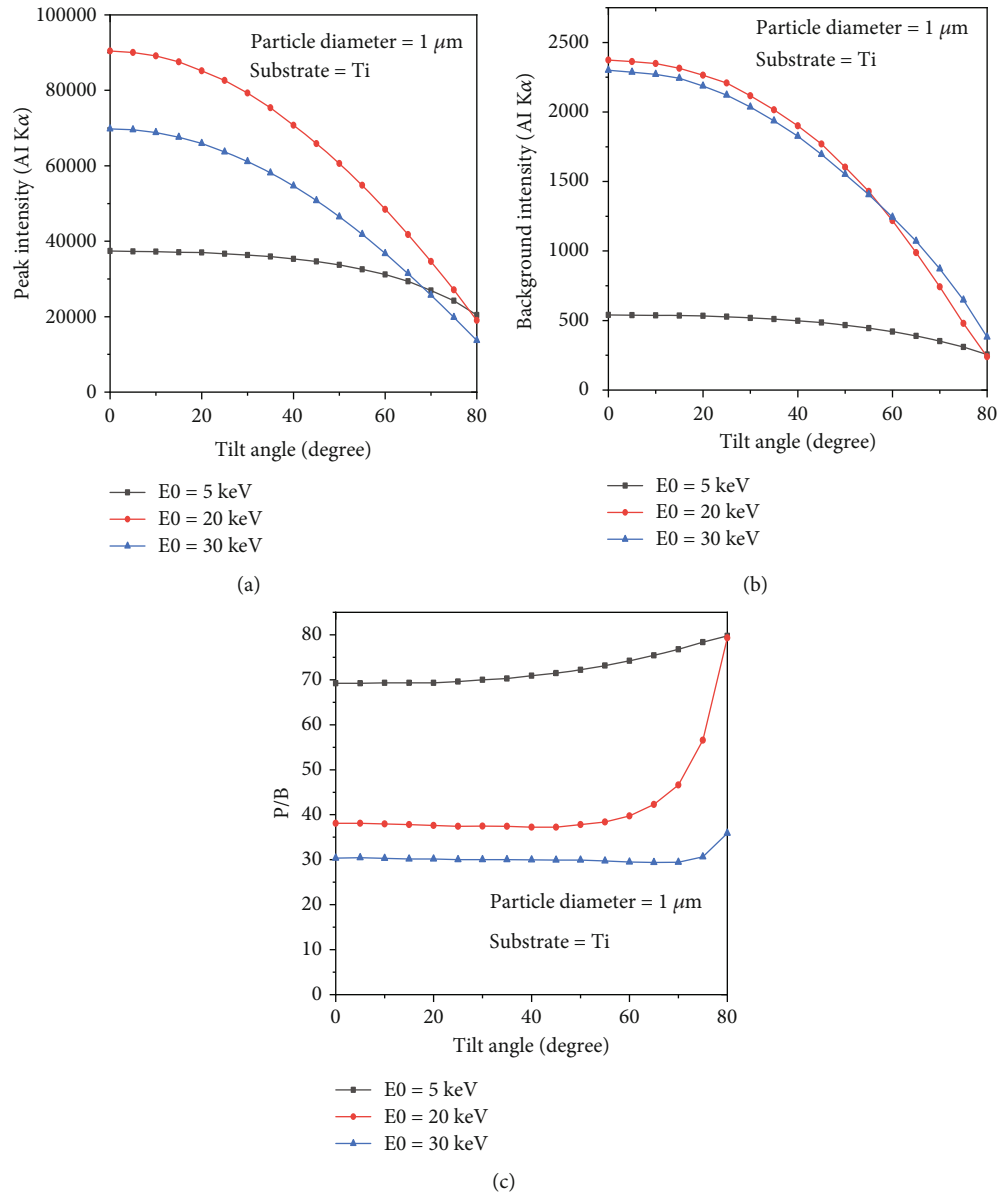 100000
80000
60000
40000
20000
0
Peak intensity (AI Kα)
Particle diameter = 1 μm
Substrate = Ti
0 20 40 60 80
Tilt angle (degree)
E0 = 5 keV
E0 = 20 keV
E0 = 30 keV
(a)
2500
2000
1500
1000
500
0
Background intensity (AI Kα)
Particle diameter = 1 μm
Substrate = Ti
0 20 40 60 80
Tilt angle (degree)
E0 = 5 keV
E0 = 20 keV
E0 = 30 keV
(b)
80
70
60
50
40
30
20
10
0
P/B
Particle diameter = 1 μm
Substrate = Ti
0 20 40 60 80
Tilt angle (degree)
E0 = 5 keV
E0 = 20 keV
E0 = 30 keV
(c)